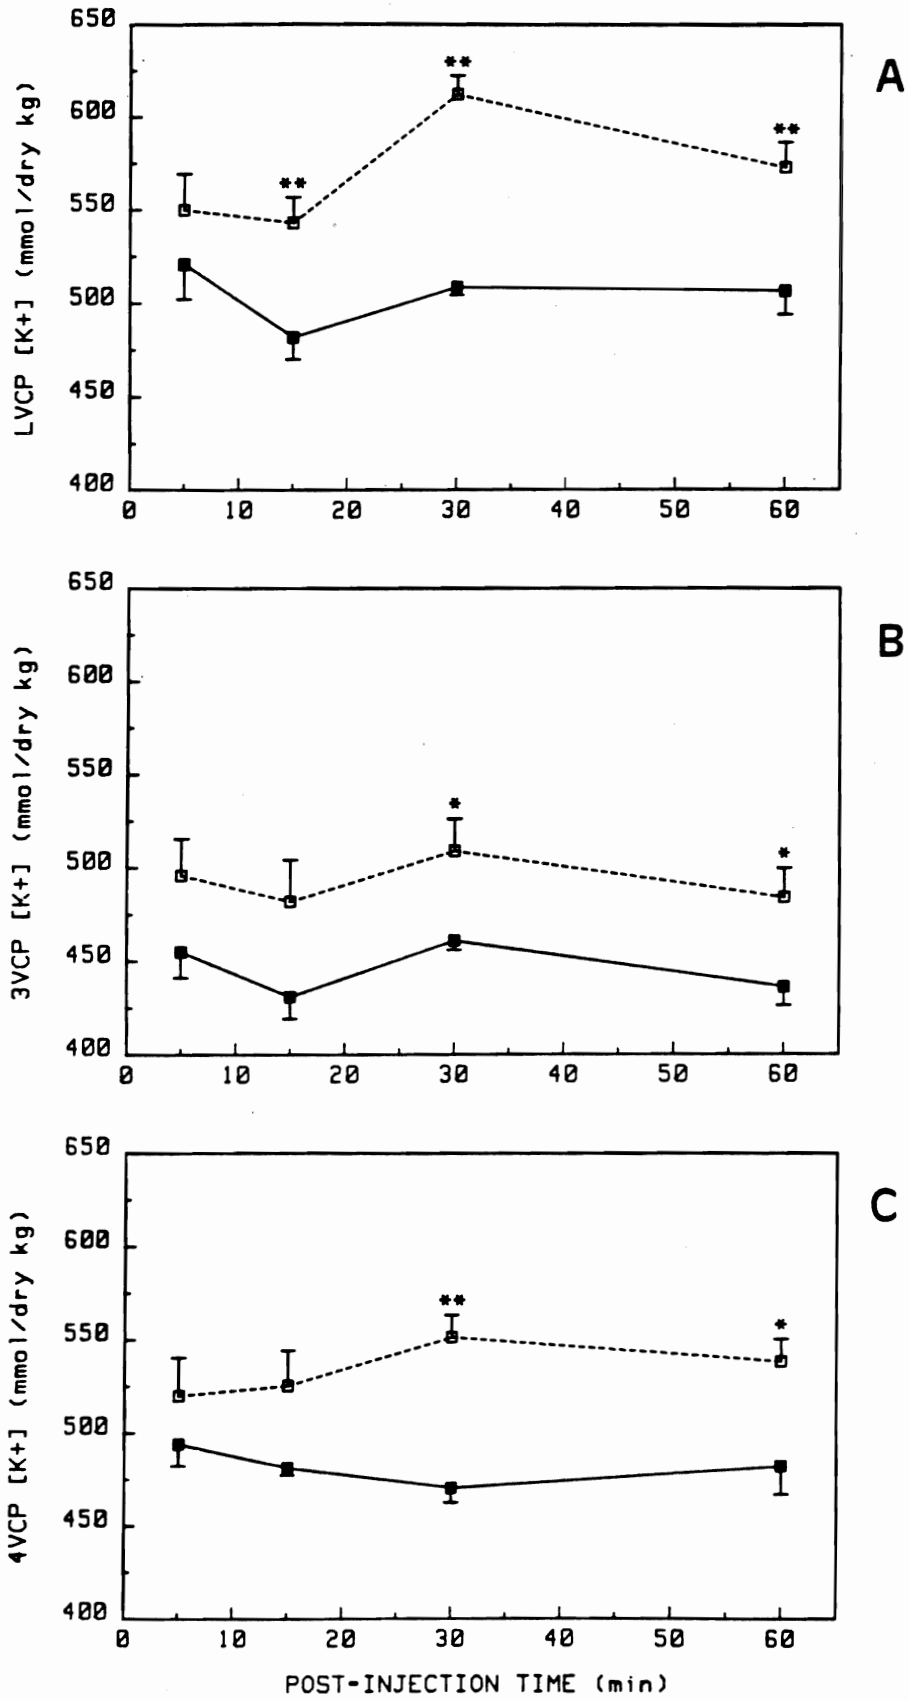 A
LVCP [K+] (mmol/dry kg)
650
600
550
500
450
400
**
**
**
0 10 20 30 40 50 60
B
3VCP [K+] (mmol/dry kg)
650
600
550
500
450
400
*
*
0 10 20 30 40 50 60
C
4VCP [K+] (mmol/dry kg)
650
600
550
500
450
400
**
*
0 10 20 30 40 50 60
POST-INJECTION TIME (min)